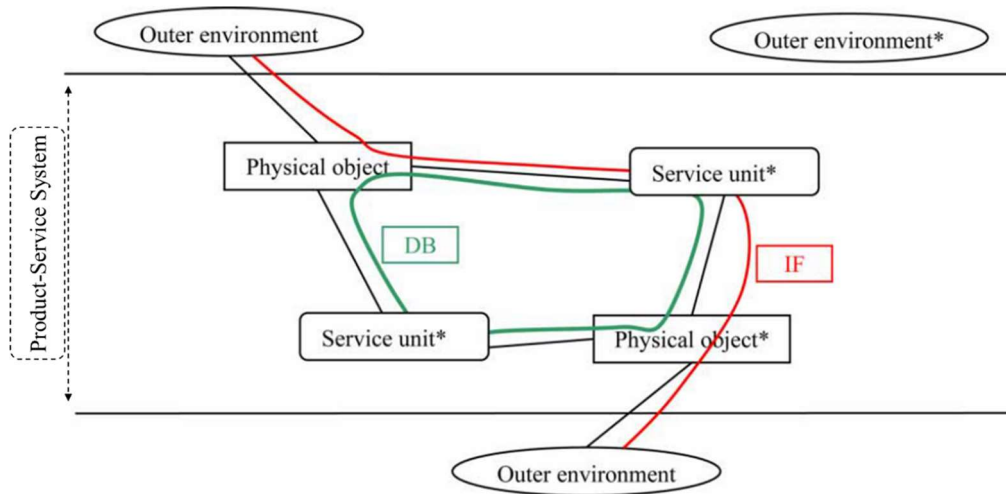 Outer environment
Outer environment*
Product-Service System
Physical object
Service unit*
DB
IF
Service unit*
Physical object*
Outer environment